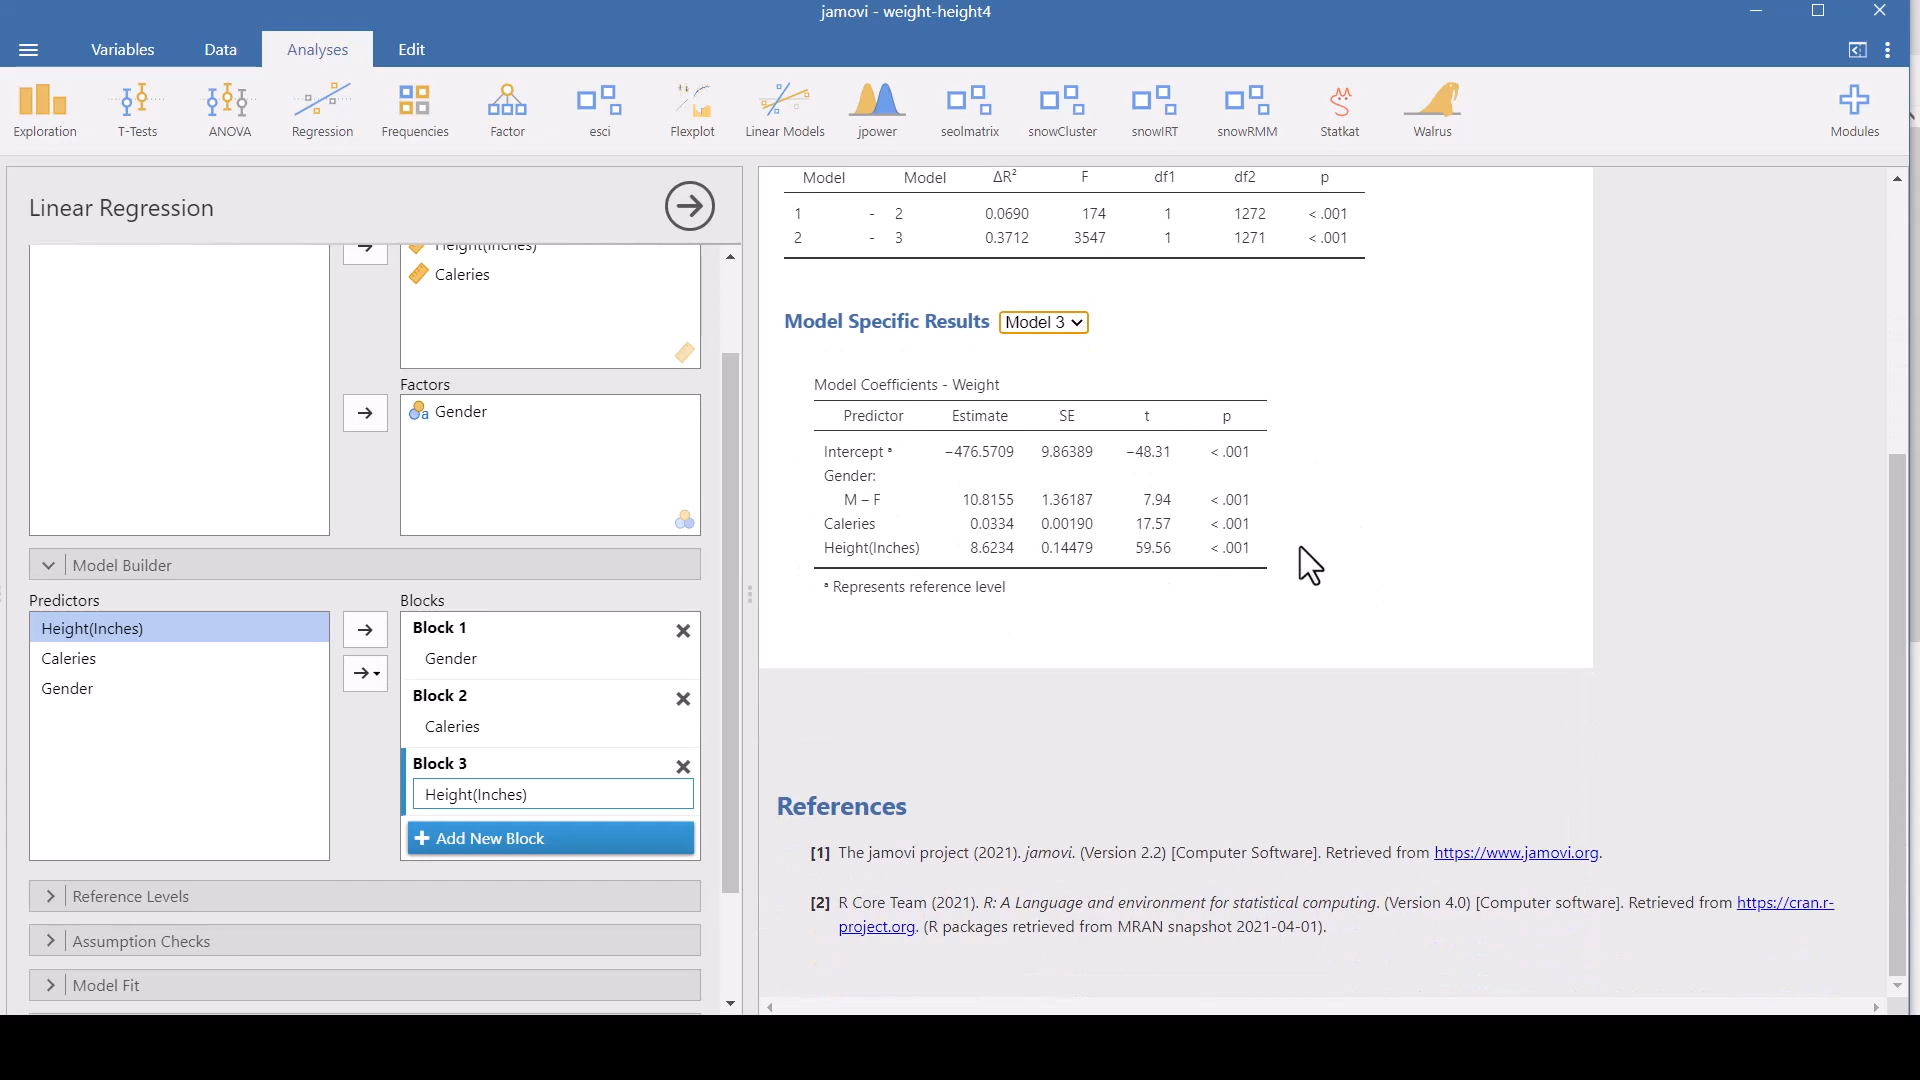 jamovi - weight-height4
Variables Data Analyses Edit
Exploration T-Tests ANOVA Regression Frequencies Factor esci Flexplot Linear Models jpower seolmatrix snowCluster snowIRT snowRMM Statkat Walrus Modules
Linear Regression
Height(Inches)
Caleries
Factors
Gender
Model Builder
Predictors
Height(Inches)
Caleries
Gender
Blocks
Block 1
Gender
Block 2
Caleries
Block 3
Height(Inches)
Add New Block
Reference Levels
Assumption Checks
Model Fit
Model Model ΔR² F df1 df2 p
1 - 2 0.0690 174 1 1272 < .001
2 - 3 0.3712 3547 1 1271 < .001
Model Specific Results Model 3
Model Coefficients - Weight
Predictor Estimate SE t p
Intercept ᵃ −476.5709 9.86389 −48.31 < .001
Gender:
M – F 10.8155 1.36187 7.94 < .001
Caleries 0.0334 0.00190 17.57 < .001
Height(Inches) 8.6234 0.14479 59.56 < .001
ᵃ Represents reference level
References
[1] The jamovi project (2021). jamovi. (Version 2.2) [Computer Software]. Retrieved from https://www.jamovi.org.
[2] R Core Team (2021). R: A Language and environment for statistical computing. (Version 4.0) [Computer software]. Retrieved from https://cran.r-
project.org. (R packages retrieved from MRAN snapshot 2021-04-01).